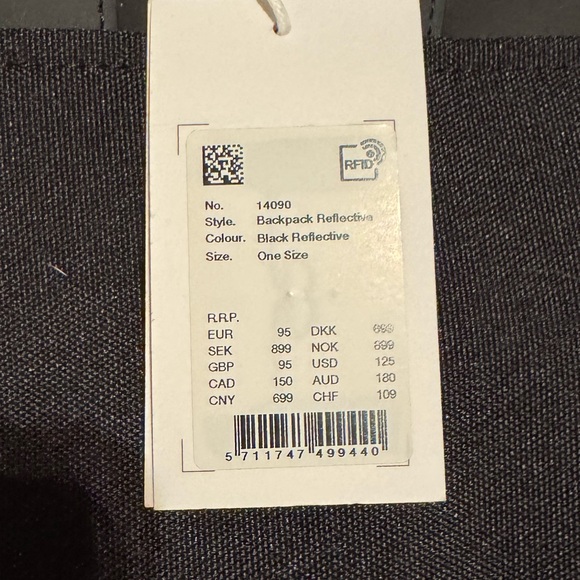 RFID
No. 14090
Style. Backpack Reflective
Colour. Black Reflective
Size. One Size
R.R.P.
EUR 95 DKK 699
SEK 899 NOK 899
GBP 95 USD 125
CAD 150 AUD 180
CNY 699 CHF 109
5 711747 499440